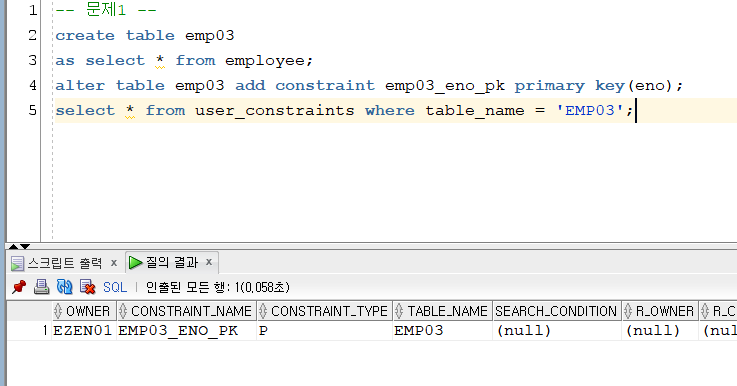 1 -- 문제1 --
2 create table emp03
3 as select * from employee;
4 alter table emp03 add constraint emp03_eno_pk primary key(eno);
5 select * from user_constraints where table_name = 'EMP03';
스크립트 출력 x 질의 결과 x
SQL | 인출된 모든 행: 1(0,058초)
OWNER CONSTRAINT_NAME CONSTRAINT_TYPE TABLE_NAME SEARCH_CONDITION R_OWNER R_C
1 EZEN01 EMP03_ENO_PK P EMP03 (null) (null) (nul